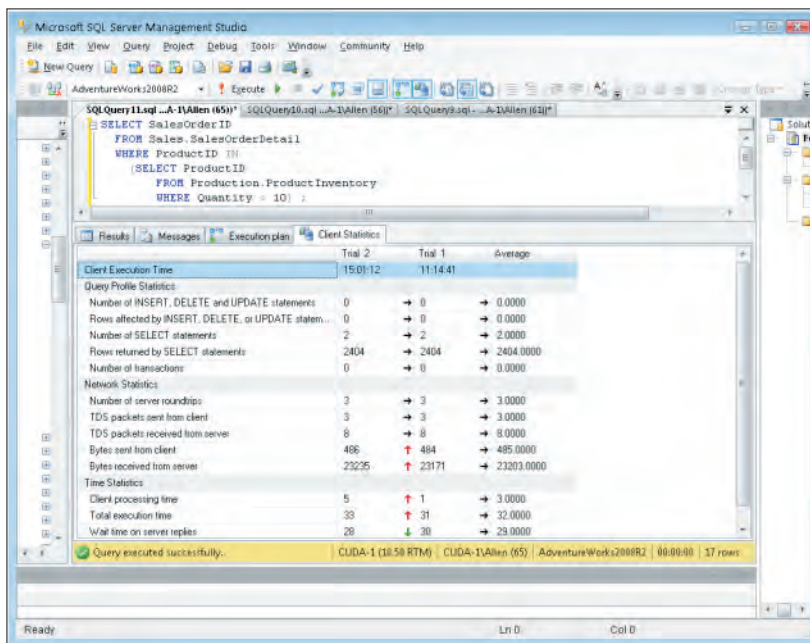 Microsoft SQL Server Management Studio
File Edit View Query Project Debug Tools Window Community Help
New Query
AdventureWorks2008R2 Execute
SQLQuery11.sql ...A-1\Allen (65))* SQLQuery10.sql ...A-1\Allen (56))* SQLQuery9.sql - ...A-1\Allen (61))*
SELECT SalesOrderID
FROM Sales.SalesOrderDetail
WHERE ProductID IN
(SELECT ProductID
FROM Production.ProductInventory
WHERE Quantity = 10) ;
Solut
Results Messages Execution plan Client Statistics
Trial 2 Trial 1 Average
Client Execution Time 15:01:12 11:14:41
Query Profile Statistics
Number of INSERT, DELETE and UPDATE statements 0 → 0 → 0.0000
Rows affected by INSERT, DELETE, or UPDATE statem... 0 → 0 → 0.0000
Number of SELECT statements 2 → 2 → 2.0000
Rows returned by SELECT statements 2404 → 2404 → 2404.0000
Number of transactions 0 → 0 → 0.0000
Network Statistics
Number of server roundtrips 3 → 3 → 3.0000
TDS packets sent from client 3 → 3 → 3.0000
TDS packets received from server 8 → 8 → 8.0000
Bytes sent from client 486 ↑ 484 → 485.0000
Bytes received from server 23235 ↑ 23171 → 23203.0000
Time Statistics
Client processing time 5 ↑ 1 → 3.0000
Total execution time 33 ↑ 31 → 32.0000
Wait time on server replies 28 ↓ 30 → 29.0000
Query executed successfully. CUDA-1 (10.50 RTM) CUDA-1\Allen (65) AdventureWorks2008R2 00:00:00 17 rows
Ready Ln 0 Col 0